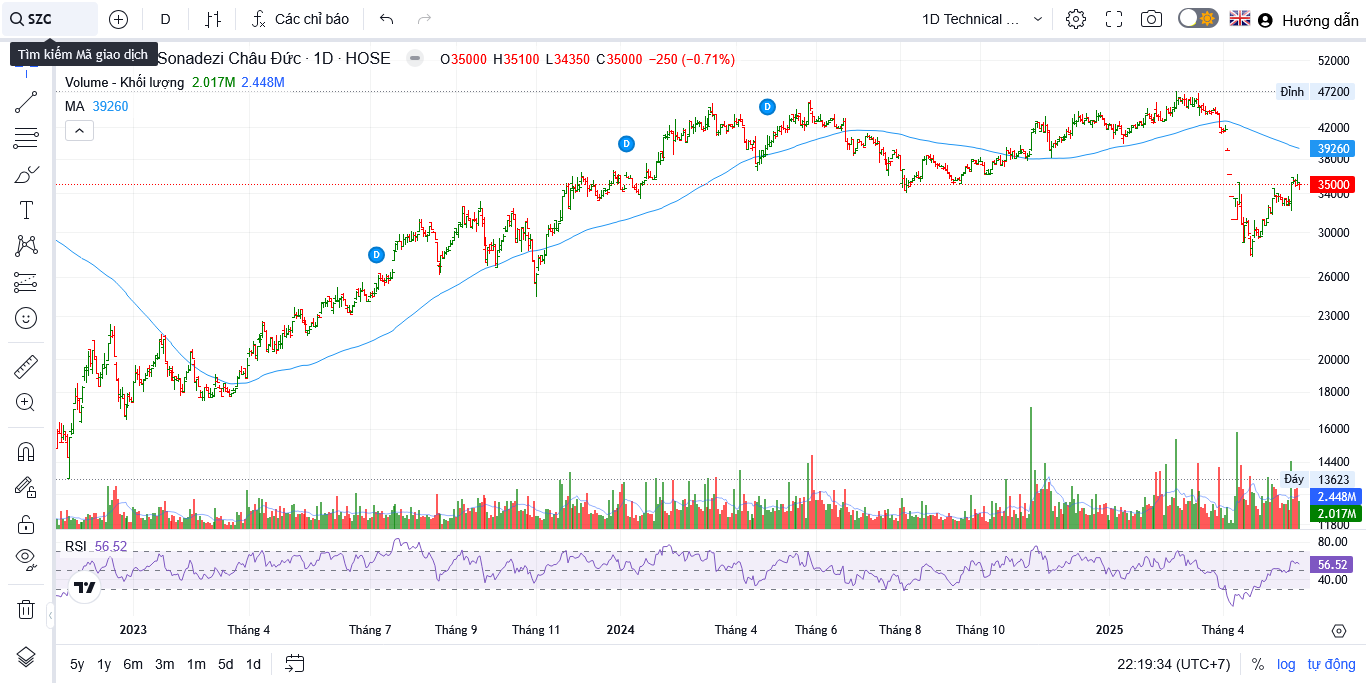 SZC D Các chỉ báo 1D Technical ... Hướng dẫn
Tìm kiếm Mã giao dịch
Sonadezi Châu Đức · 1D · HOSE O35000 H35100 L34350 C35000 −250 (−0.71%)
Volume - Khối lượng 2.017M 2.448M
MA 39260
D
D
D
52000
Đỉnh 47200
42000
39260
38000
35000
34000
30000
26000
23000
20000
18000
16000
14400
Đáy 13623
2.448M
2.017M
11800
RSI 56.52
80.00
56.52
40.00
2023 Tháng 4 Tháng 7 Tháng 9 Tháng 11 2024 Tháng 4 Tháng 6 Tháng 8 Tháng 10 2025 Tháng 4
5y 1y 6m 3m 1m 5d 1d 22:19:34 (UTC+7) % log tự động